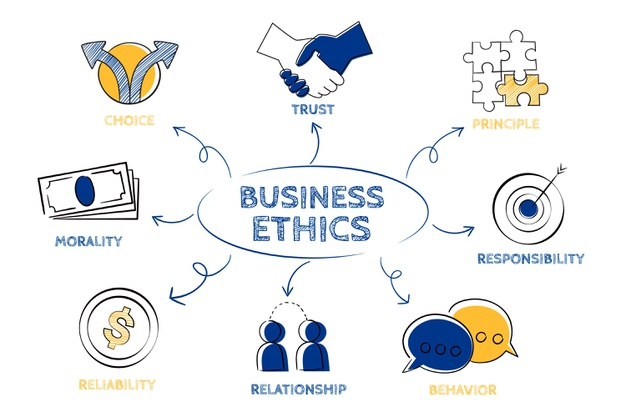 CHOICE
TRUST
PRINCIPLE
BUSINESS
ETHICS
MORALITY
RESPONSIBILITY
$
RELIABILITY
RELATIONSHIP
BEHAVIOR